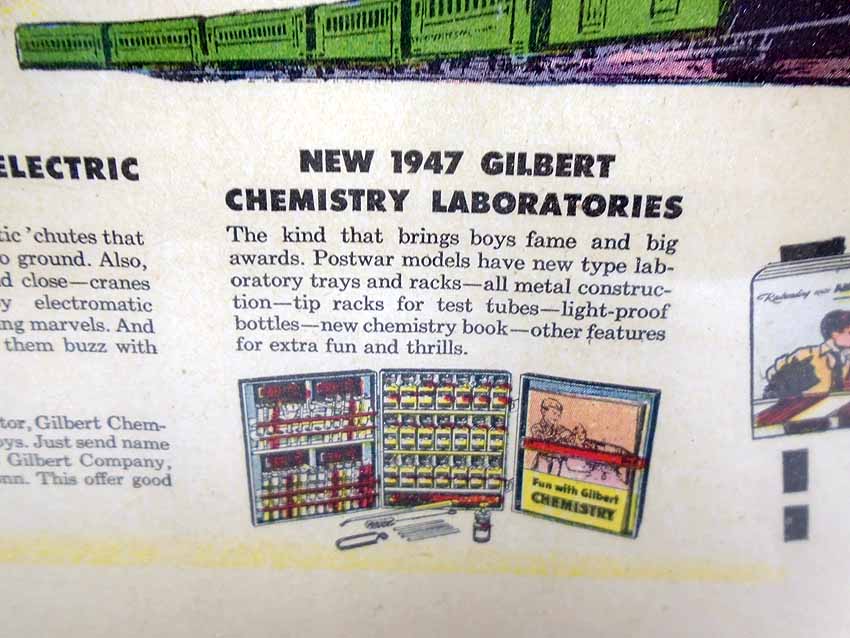 ELECTRIC
tic 'chutes that
o ground. Also,
d close—cranes
y electromatic
ng marvels. And
them buzz with
tor, Gilbert Chem-
oys. Just send name
Gilbert Company,
nn. This offer good
NEW 1947 GILBERT
CHEMISTRY LABORATORIES
The kind that brings boys fame and big
awards. Postwar models have new type lab-
oratory trays and racks—all metal construc-
tion—tip racks for test tubes—light-proof
bottles—new chemistry book—other features
for extra fun and thrills.
Fun with Gilbert
CHEMISTRY